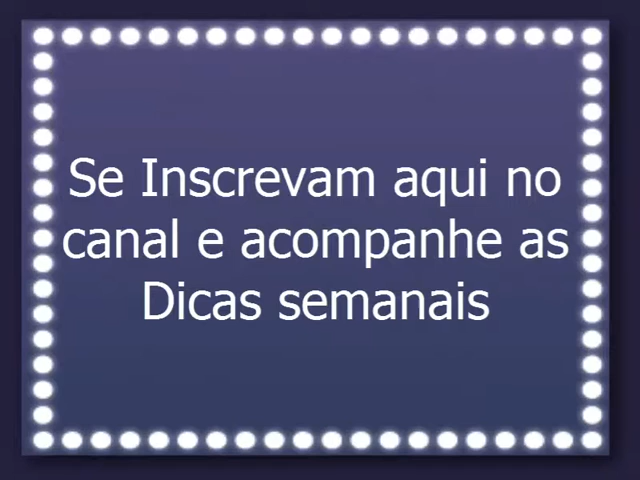 Se Inscrevam aqui no
canal e acompanhe as
Dicas semanais